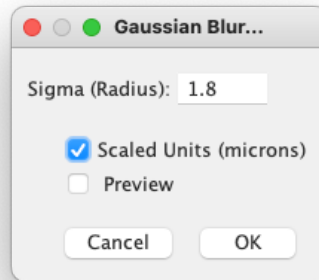 Gaussian Blur...
Sigma (Radius): 1.8
Scaled Units (microns)
Preview
Cancel OK